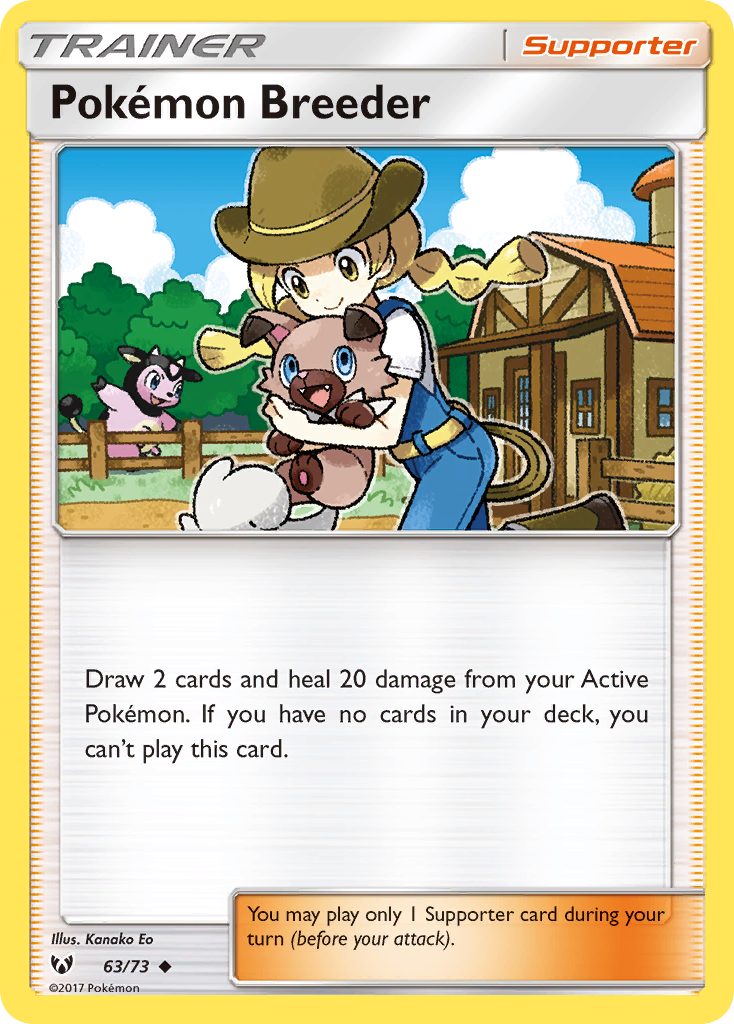 TRAINER
Supporter
Pokémon Breeder
Draw 2 cards and heal 20 damage from your Active
Pokémon. If you have no cards in your deck, you
can't play this card.
You may play only 1 Supporter card during your
turn (before your attack).
Illus. Kanako Eo
63/73
©2017 Pokémon